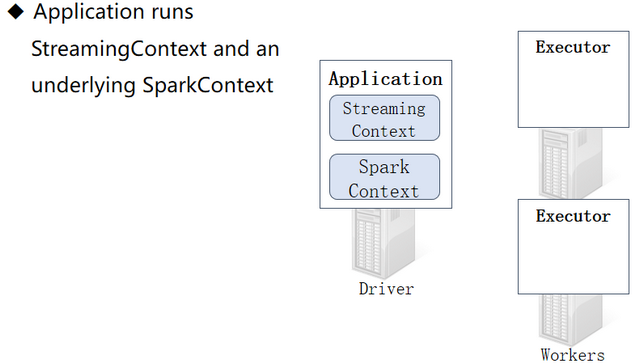 ◆ Application runs
StreamingContext and an
underlying SparkContext
Application
Streaming
Context
Spark
Context
Driver
Executor
Executor
Workers